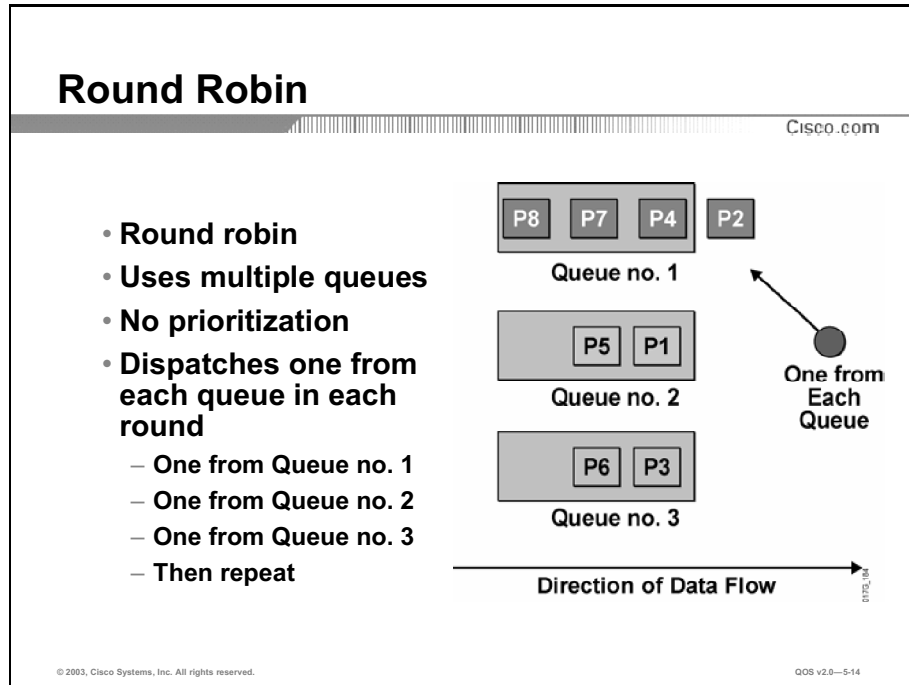 Round Robin
Cisco.com
• Round robin
• Uses multiple queues
• No prioritization
• Dispatches one from
each queue in each
round
– One from Queue no. 1
– One from Queue no. 2
– One from Queue no. 3
– Then repeat
P8 P7 P4 P2
Queue no. 1
P5 P1
Queue no. 2
P6 P3
Queue no. 3
One from
Each
Queue
Direction of Data Flow
017G_164
© 2003, Cisco Systems, Inc. All rights reserved.
QOS v2.0—5-14